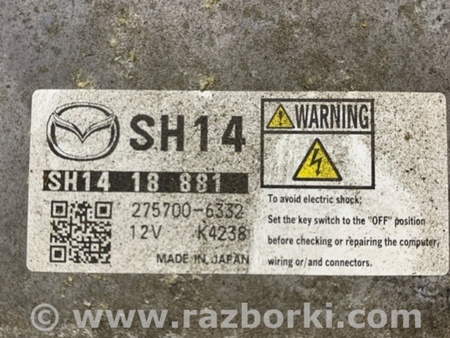 SH14
SH14 18 881
275700-6332
12V K4238
MADE IN JAPAN
WARNING
To avoid electric shock;
Set the key switch to the "OFF" position
before checking or repairing the computer,
wiring or/and connectors.
www.razborki.com